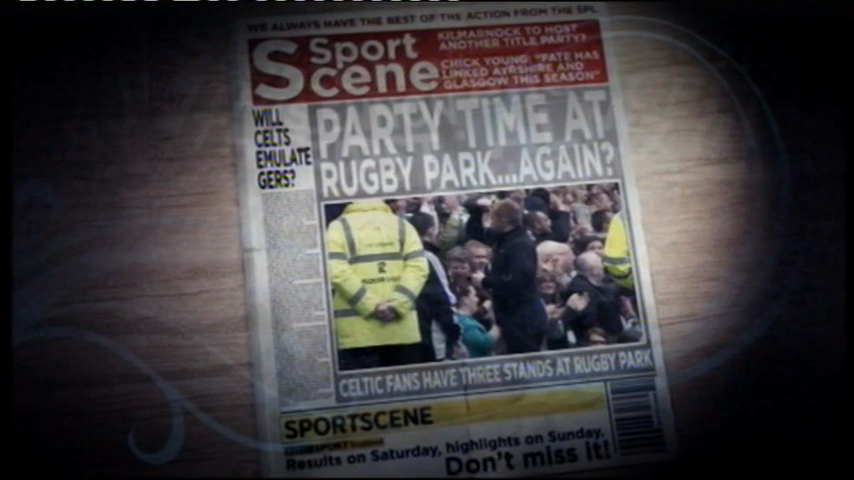 WE ALWAYS HAVE THE BEST OF THE ACTION FROM THE SPL
Sport Scene
KILMARNOCK TO HOST
ANOTHER TITLE PARTY?
CHICK YOUNG: "FATE HAS
LINKED AYRSHIRE AND
GLASGOW THIS SEASON"
WILL
CELTS
EMULATE
GERS?
PARTY TIME AT
RUGBY PARK...AGAIN?
CELTIC FANS HAVE THREE STANDS AT RUGBY PARK
SPORTSCENE
Results on Saturday, highlights on Sunday.
Don't miss it!